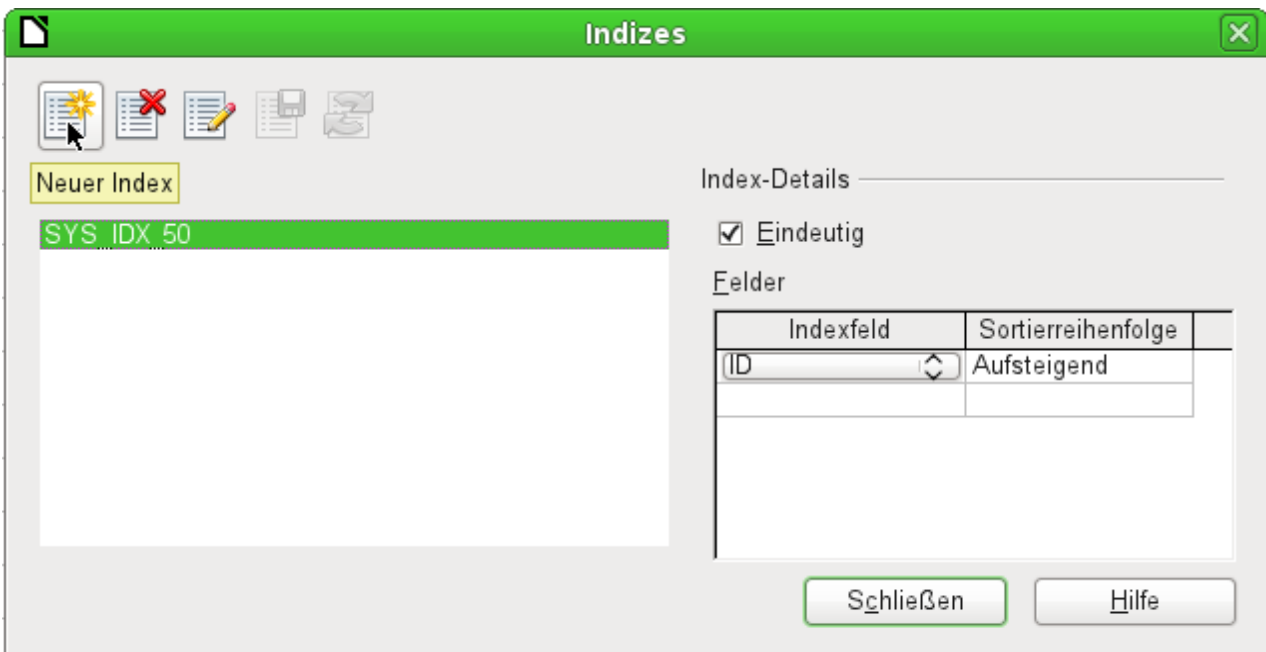 Indizes
Neuer Index
SYS_IDX_50
Index-Details
Eindeutig
Felder
Indexfeld Sortierreihenfolge
ID Aufsteigend
Schließen Hilfe